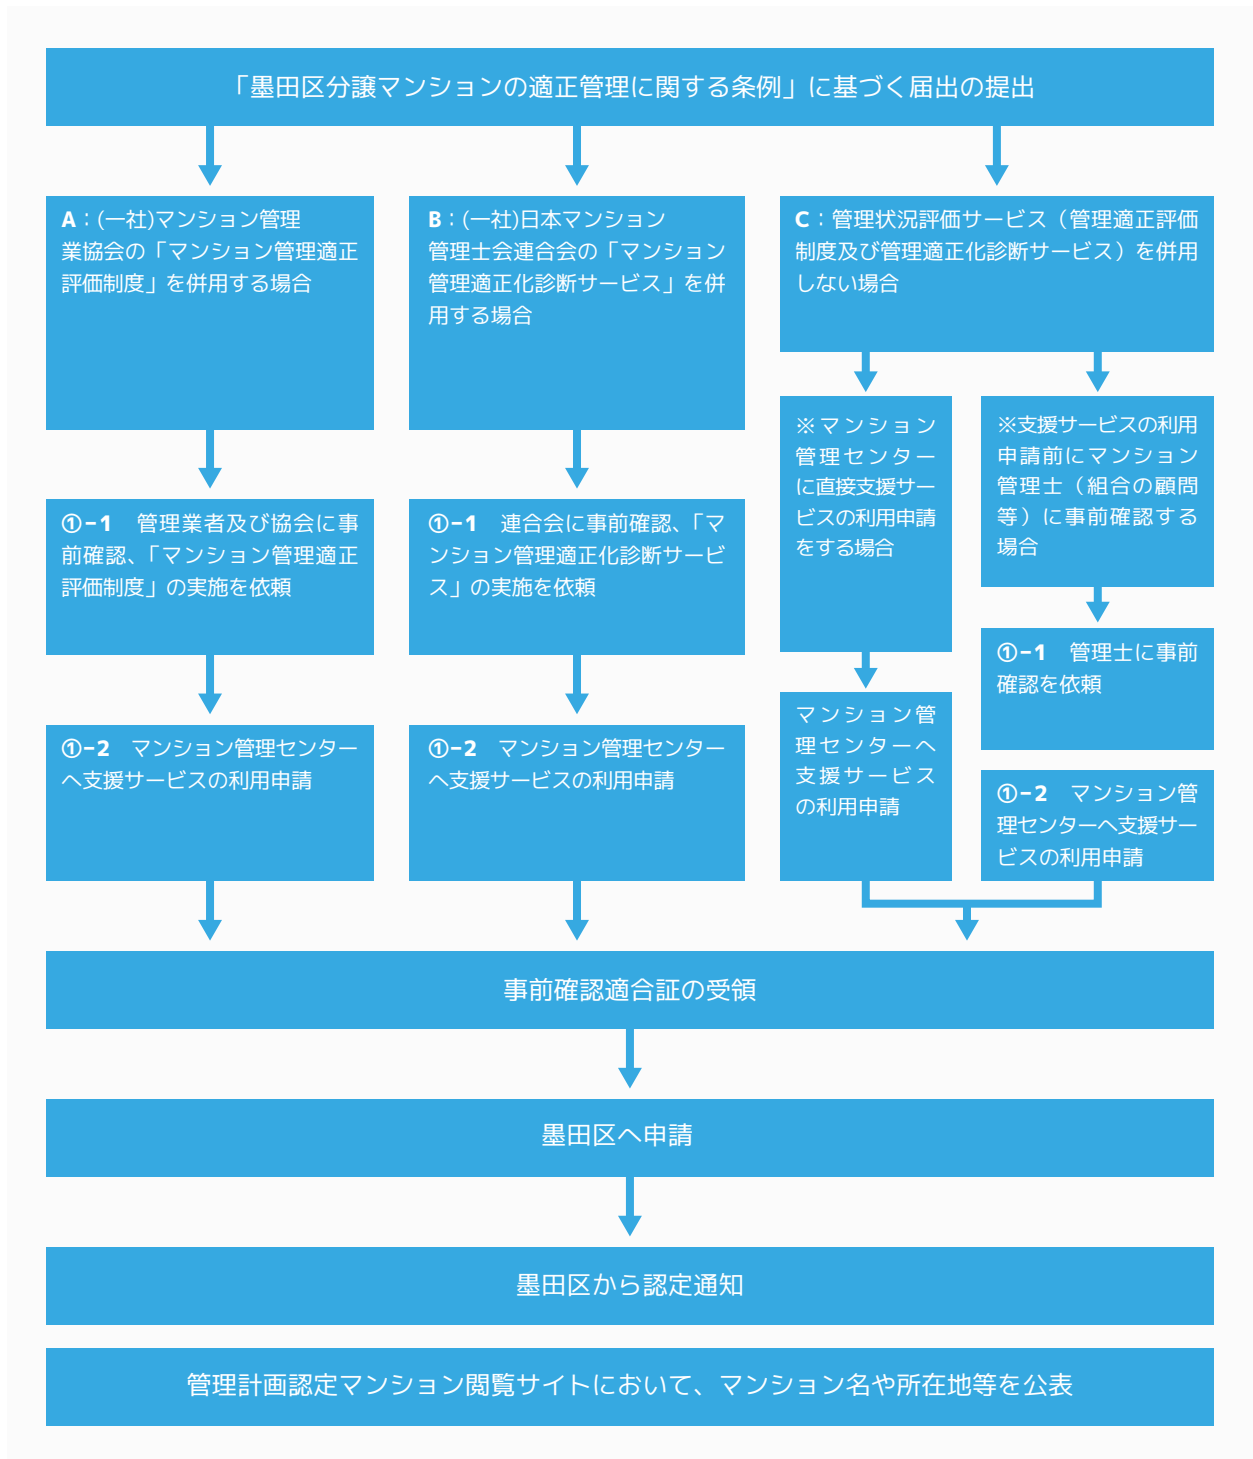 「墨田区分譲マンションの適正管理に関する条例」に基づく届出の提出
A：(一社)マンション管理
業協会の「マンション管理適正
評価制度」を併用する場合
①−1　管理業者及び協会に事
前確認、「マンション管理適正
評価制度」の実施を依頼
①−2　マンション管理センター
へ支援サービスの利用申請
B：(一社)日本マンション
管理士会連合会の「マンション
管理適正化診断サービス」を併
用する場合
①−1　連合会に事前確認、「マ
ンション管理適正化診断サービ
ス」の実施を依頼
①−2　マンション管理センター
へ支援サービスの利用申請
C：管理状況評価サービス（管理適正評価
制度及び管理適正化診断サービス）を併用
しない場合
※マンション
管理センター
に直接支援サー
ビスの利用申請
をする場合
マンション管
理センターへ
支援サービス
の利用申請
※支援サービスの利用
申請前にマンション
管理士（組合の顧問
等）に事前確認する
場合
①−1　管理士に事前
確認を依頼
①−2　マンション管
理センターへ支援サー
ビスの利用申請
事前確認適合証の受領
墨田区へ申請
墨田区から認定通知
管理計画認定マンション閲覧サイトにおいて、マンション名や所在地等を公表